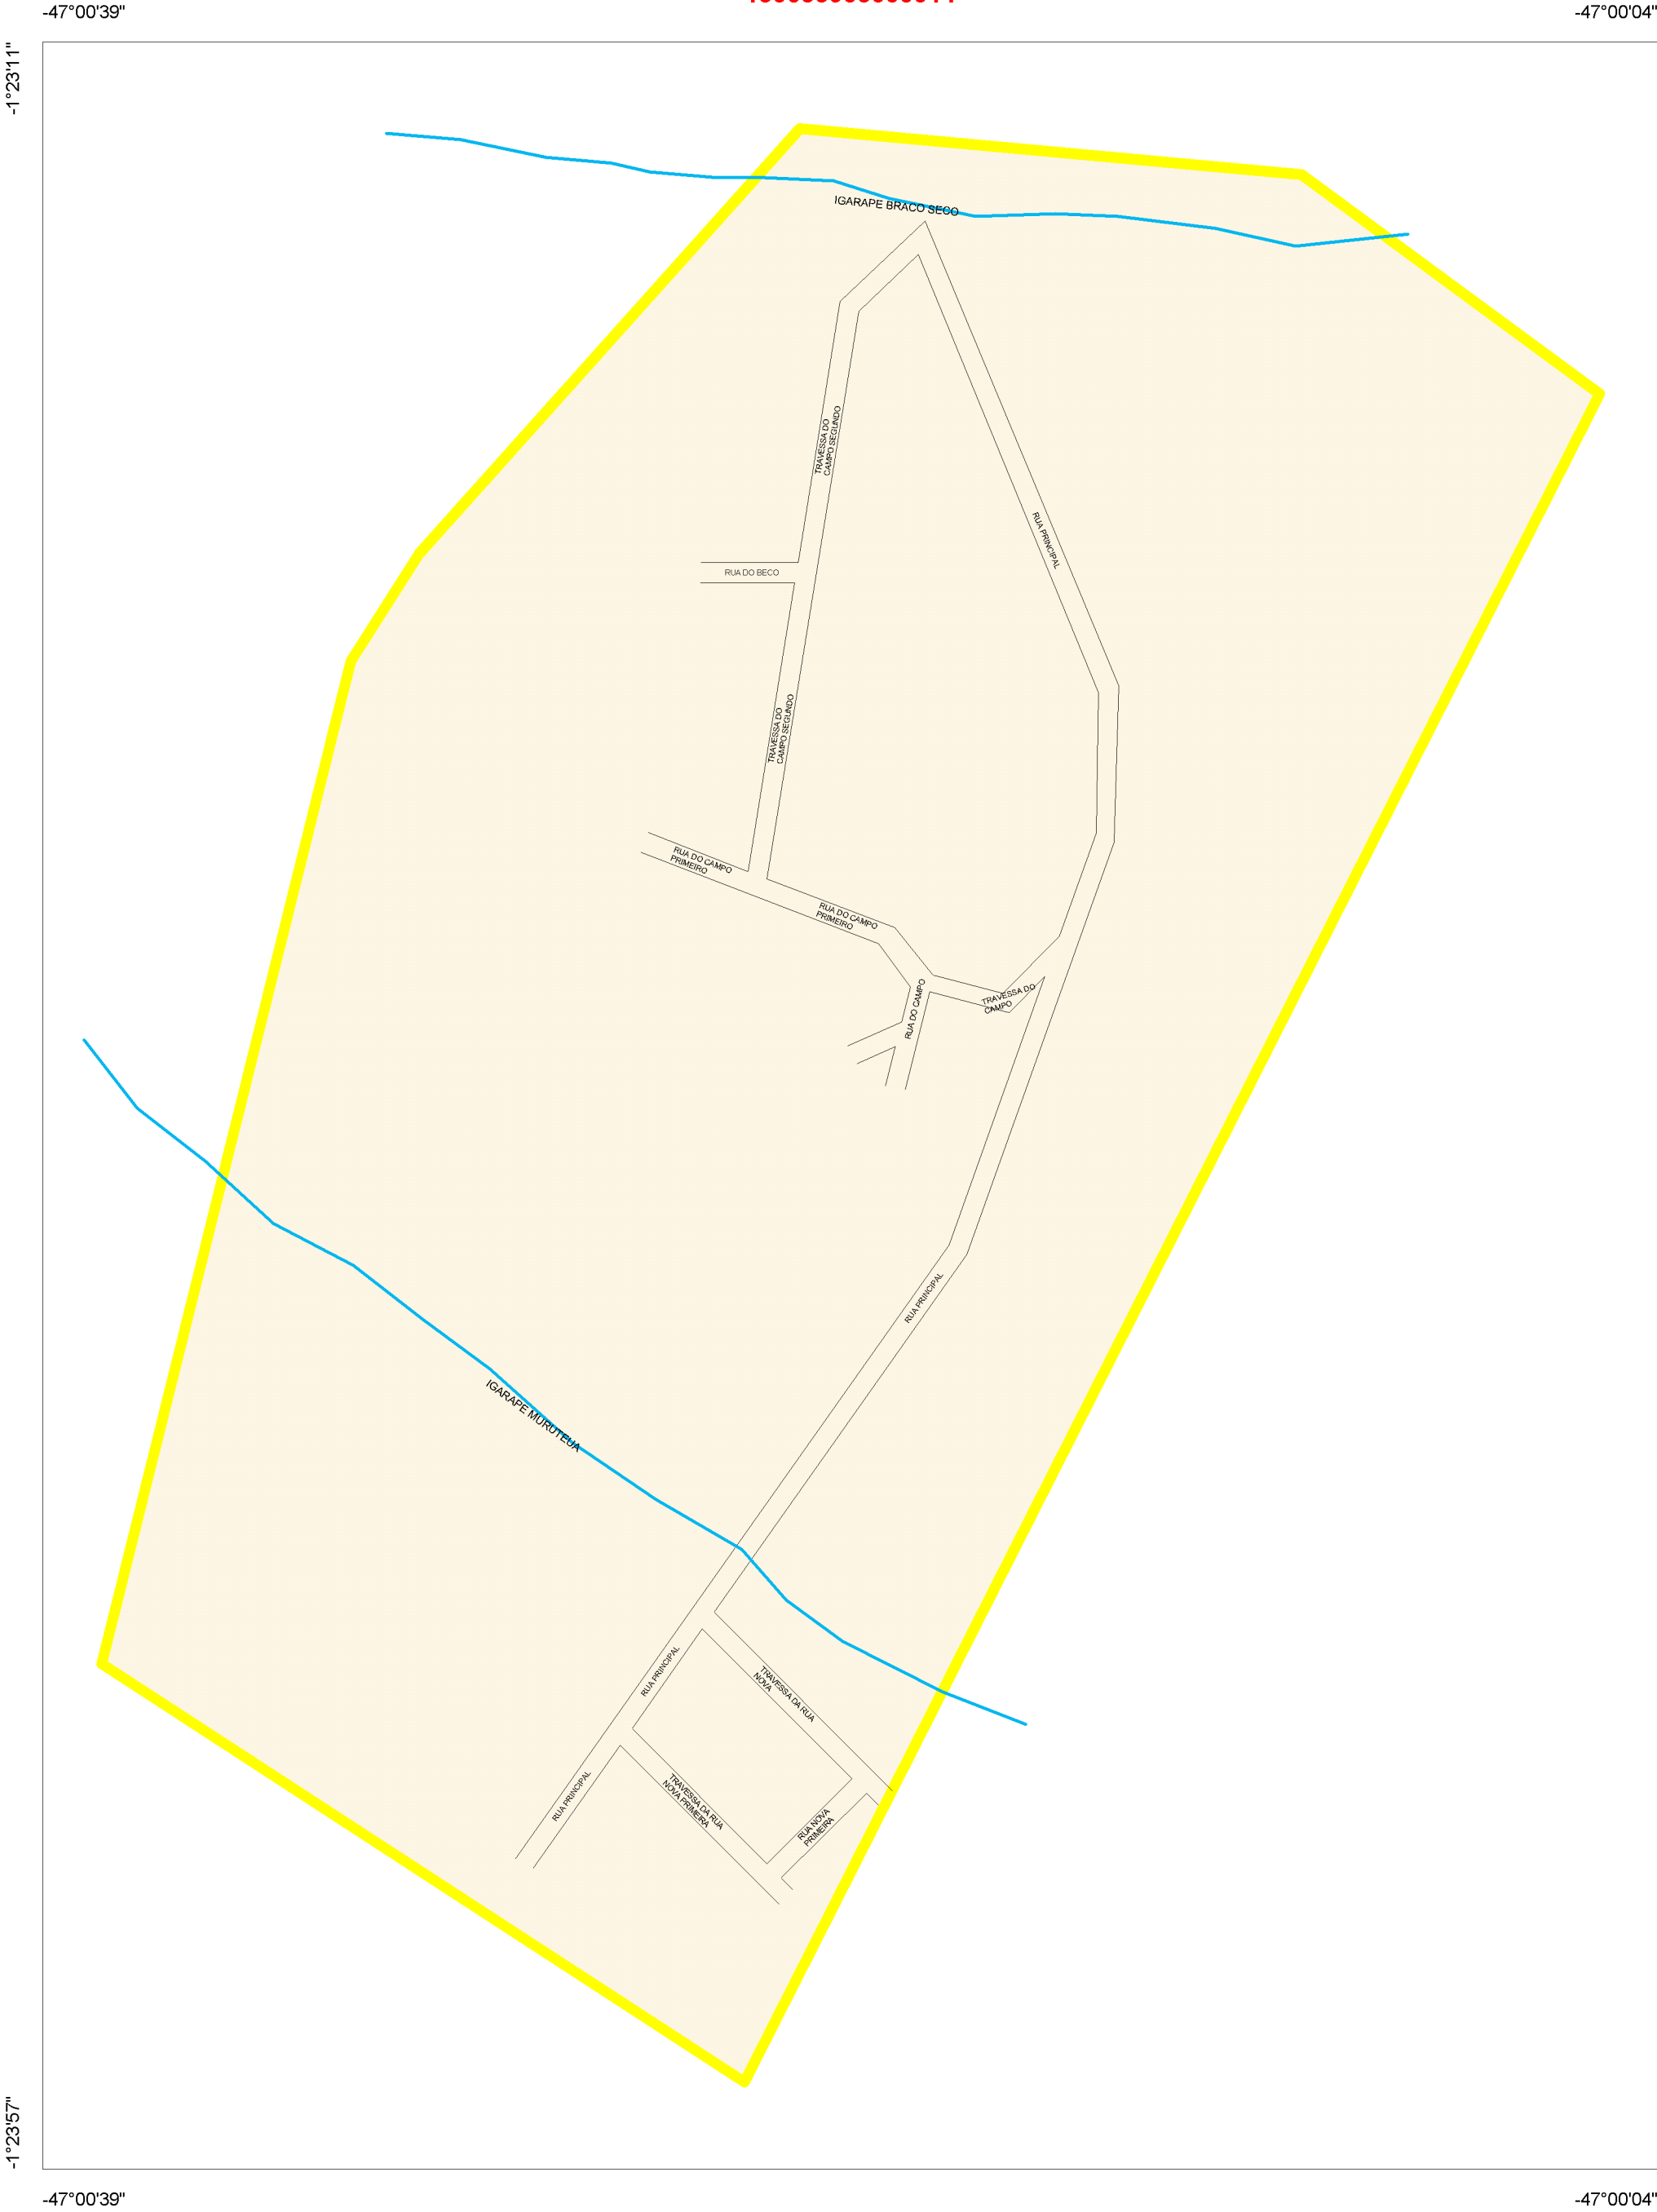 -47°00'39"
-47°00'04"
-1°23'11"
IGARAPE BRACO SECO
TRAVESSA DO
CAMPO SEGUNDO
RUA PRINCIPAL
RUA DO BECO
TRAVESSA DO
CAMPO SEGUNDO
RUA DO CAMPO
PRIMEIRO
RUA DO CAMPO
PRIMEIRO
RUA DO CAMPO
TRAVESSA DO
CAMPO
RUA PRINCIPAL
IGARAPE MURUTEUA
RUA PRINCIPAL
TRAVESSA DA RUA
NOVA
RUA PRINCIPAL
TRAVESSA DA RUA
NOVA PRIMEIRA
RUA NOVA
PRIMEIRA
-1°23'57"
-47°00'39"
-47°00'04"